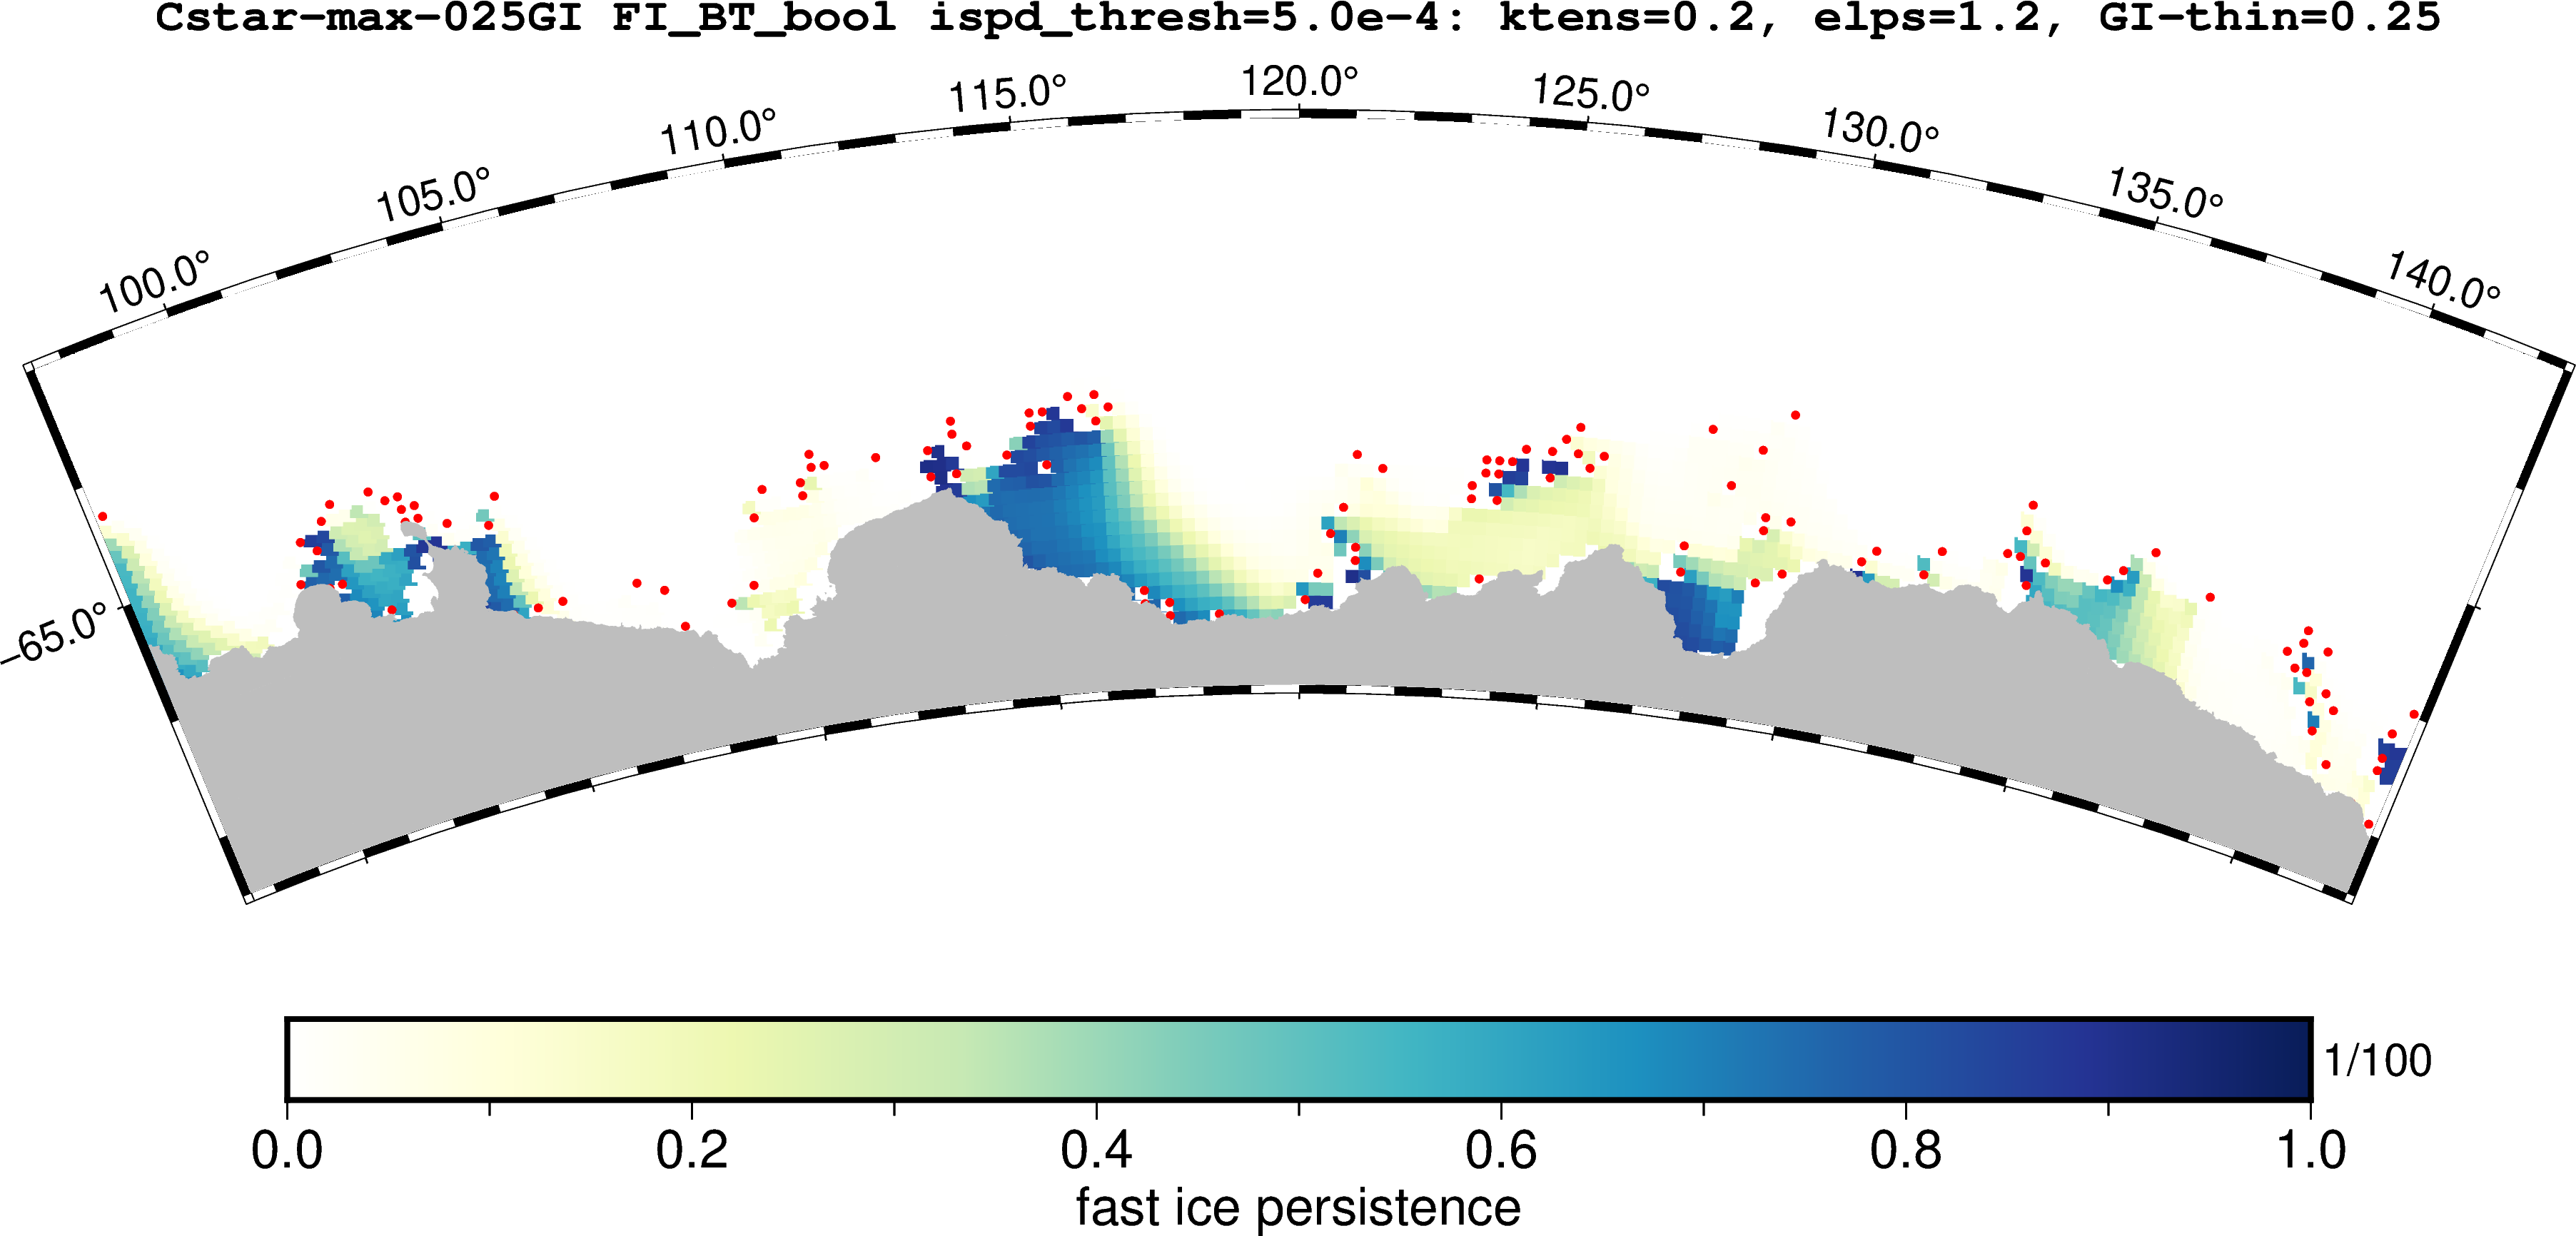 Cstar-max-025GI FI_BT_bool ispd_thresh=5.0e-4: ktens=0.2, elps=1.2, GI-thin=0.25
100.0° 105.0° 110.0° 115.0° 120.0° 125.0° 130.0° 135.0° 140.0°
-65.0°
1/100
0.0 0.2 0.4 0.6 0.8 1.0
fast ice persistence